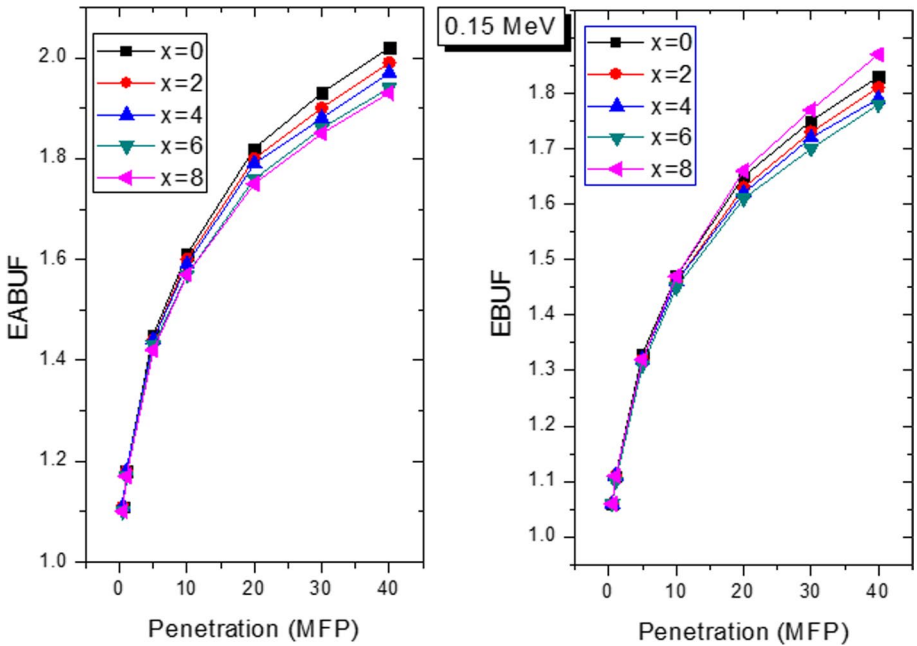 0.15 MeV
EABUF
2.0
1.8
1.6
1.4
1.2
1.0
x=0
x=2
x=4
x=6
x=8
0 10 20 30 40
Penetration (MFP)
EBUF
1.8
1.7
1.6
1.5
1.4
1.3
1.2
1.1
1.0
x=0
x=2
x=4
x=6
x=8
0 10 20 30 40
Penetration (MFP)